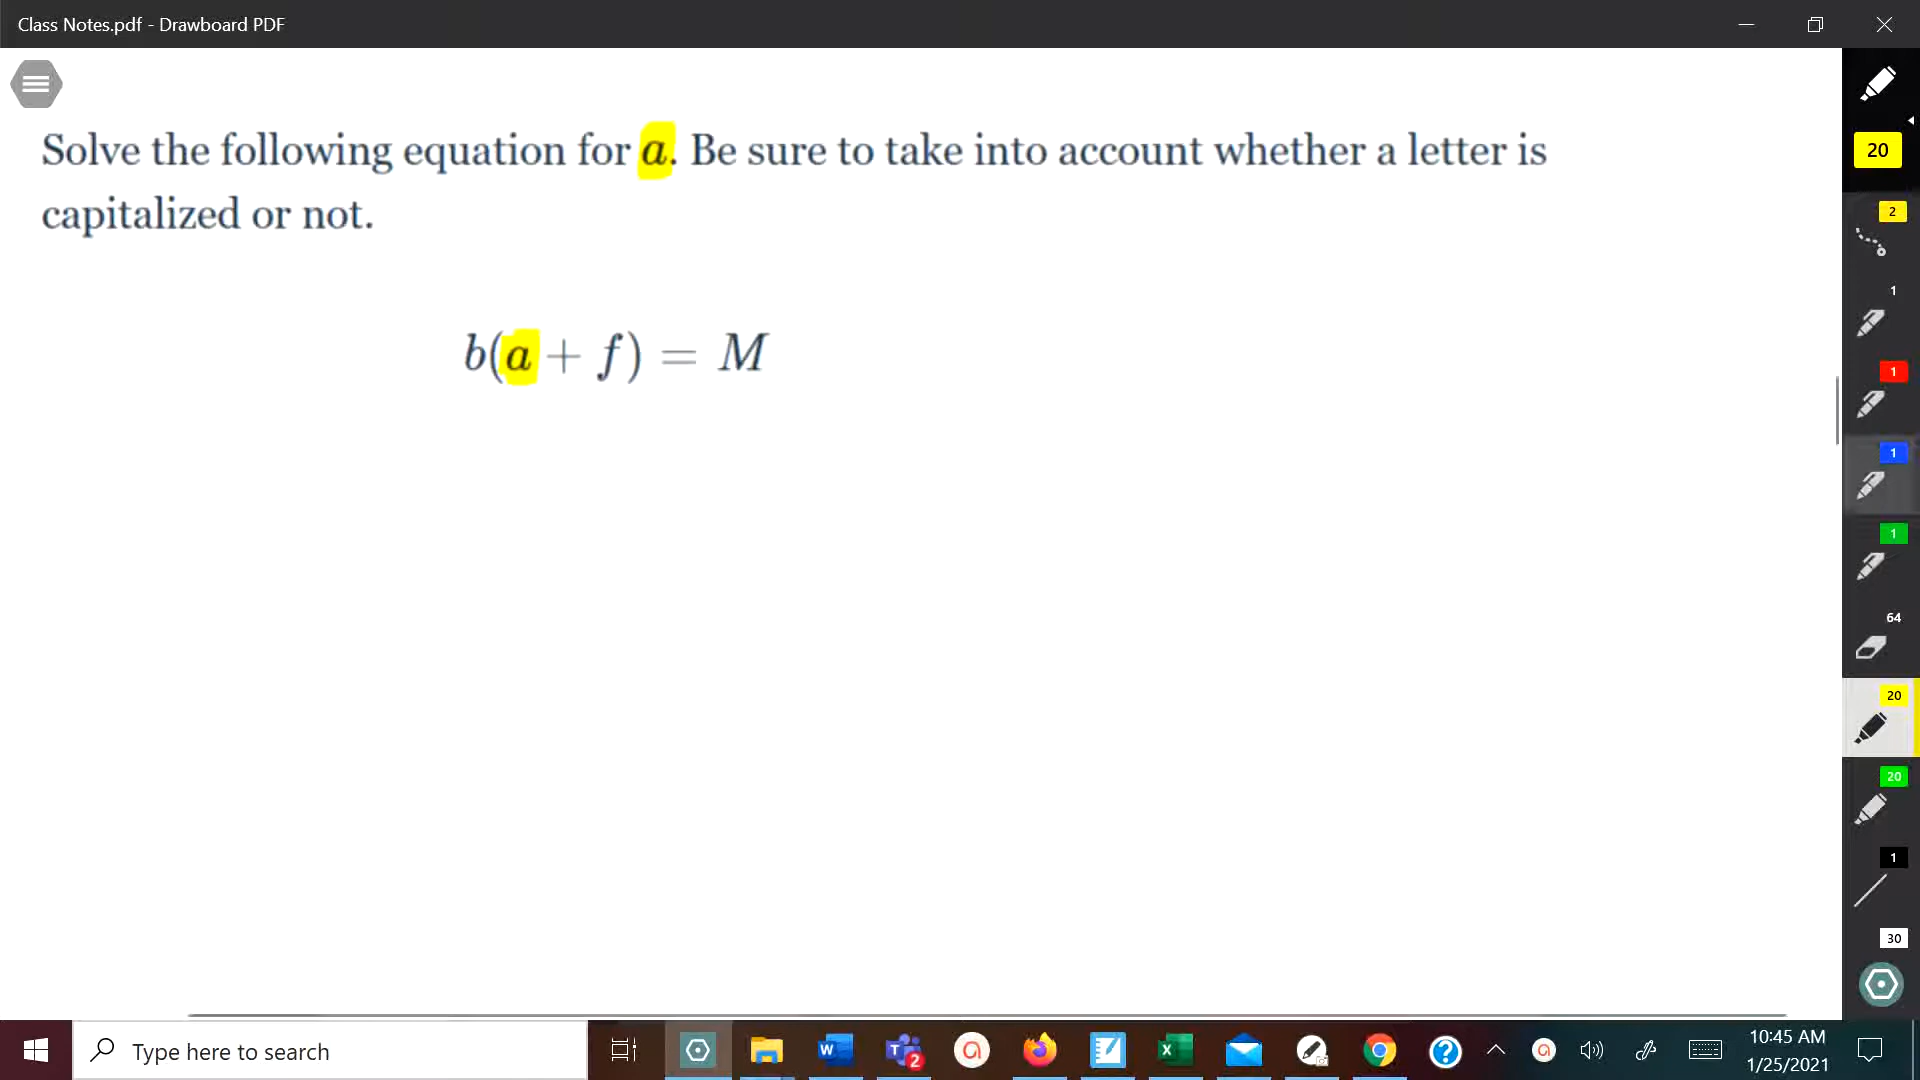 Class Notes.pdf - Drawboard PDF
Solve the following equation for a. Be sure to take into account whether a letter is
capitalized or not.
b(a + f) = M
20
2
1
1
1
1
64
20
20
1
30
Type here to search
2
10:45 AM
1/25/2021